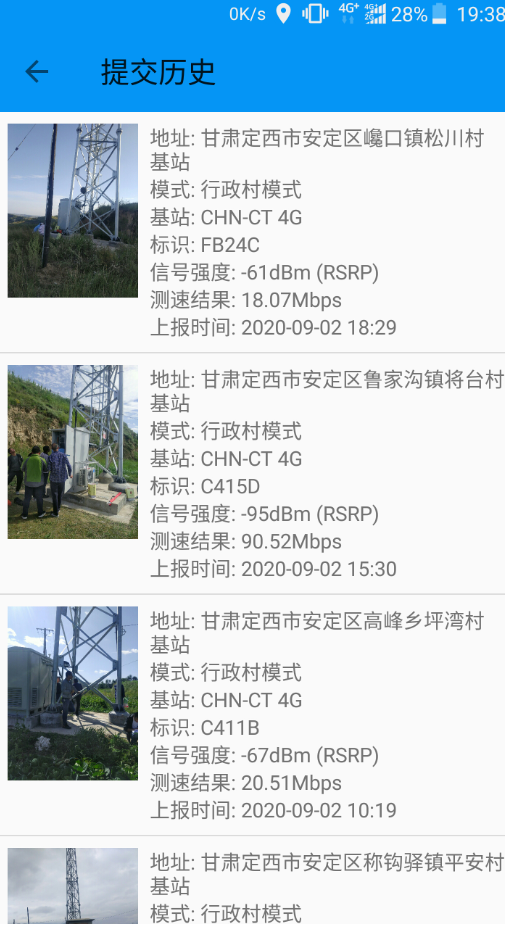 0K/s 4G+ 4G 2G 28% 19:38
提交历史
地址: 甘肃定西市安定区巉口镇松川村
基站
模式: 行政村模式
基站: CHN-CT 4G
标识: FB24C
信号强度: -61dBm (RSRP)
测速结果: 18.07Mbps
上报时间: 2020-09-02 18:29
地址: 甘肃定西市安定区鲁家沟镇将台村
基站
模式: 行政村模式
基站: CHN-CT 4G
标识: C415D
信号强度: -95dBm (RSRP)
测速结果: 90.52Mbps
上报时间: 2020-09-02 15:30
地址: 甘肃定西市安定区高峰乡坪湾村
基站
模式: 行政村模式
基站: CHN-CT 4G
标识: C411B
信号强度: -67dBm (RSRP)
测速结果: 20.51Mbps
上报时间: 2020-09-02 10:19
地址: 甘肃定西市安定区称钩驿镇平安村
基站
模式: 行政村模式